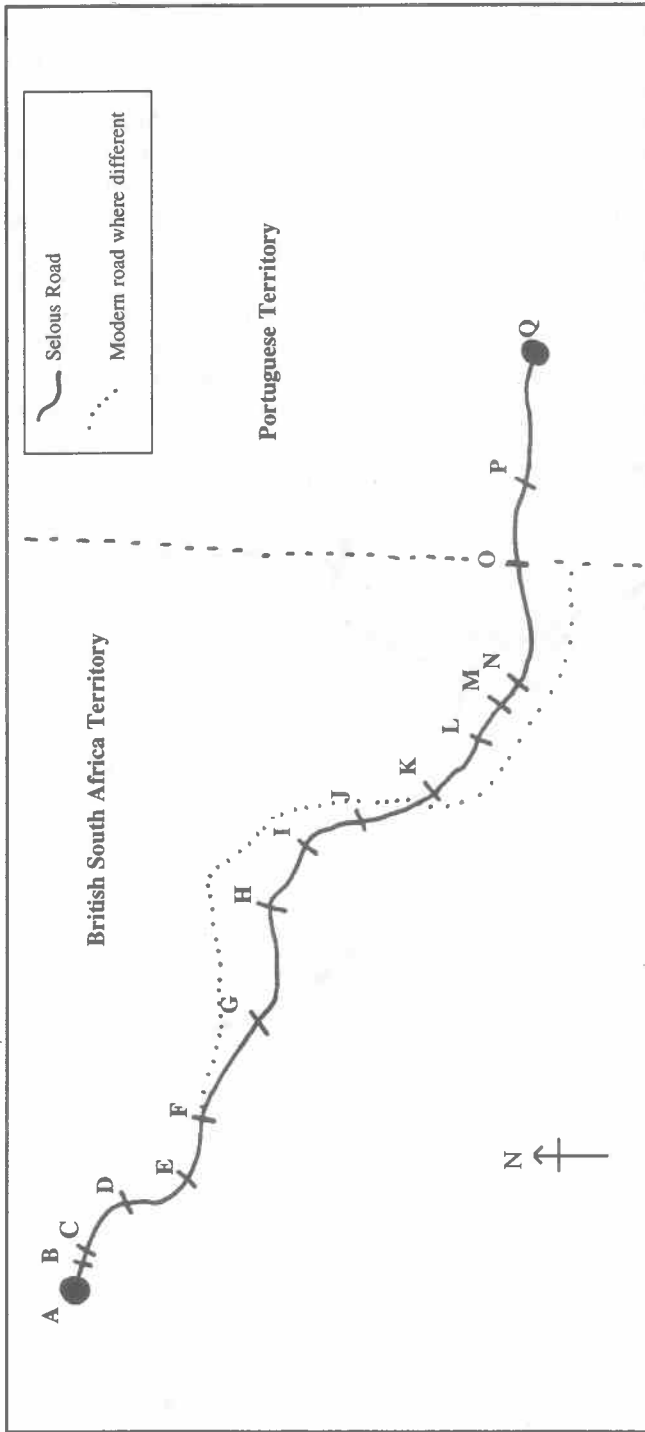 Selous Road
Modern road where different
British South Africa Territory
Portuguese Territory
A
B
C
D
E
F
G
H
I
J
K
L
M
N
O
P
Q
N